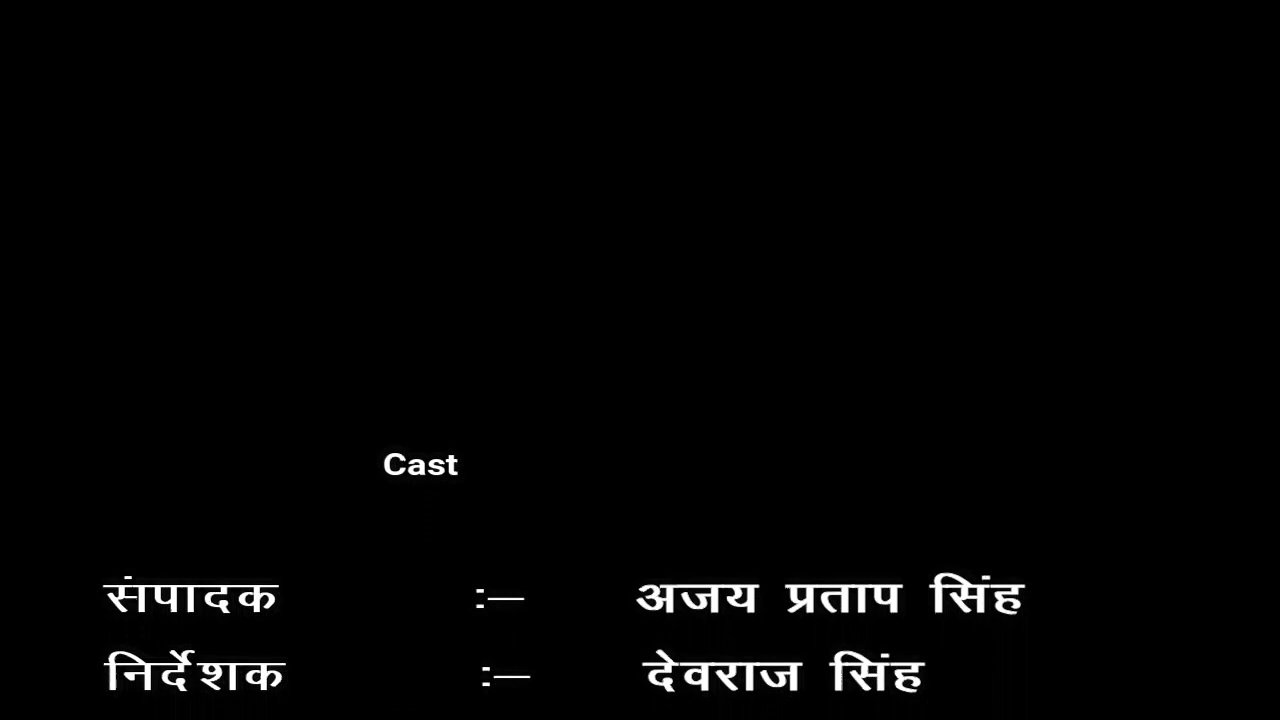 Cast
संपादक :— अजय प्रताप सिंह
निर्देशक :— देवराज सिंह